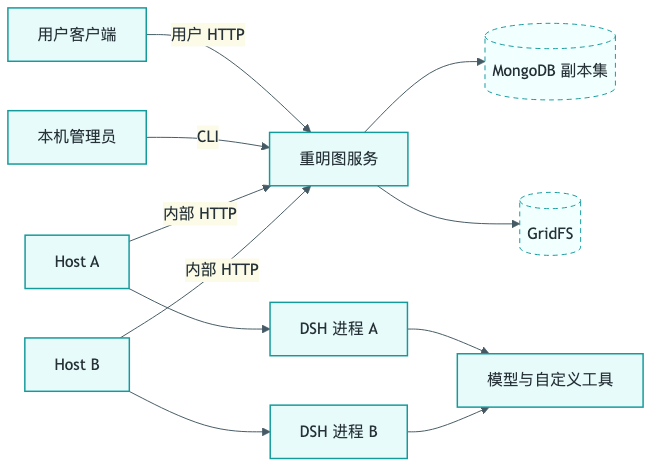 用户客户端
用户 HTTP
MongoDB 副本集
本机管理员
CLI
重明图服务
内部 HTTP
GridFS
Host A
内部 HTTP
DSH 进程 A
Host B
模型与自定义工具
DSH 进程 B